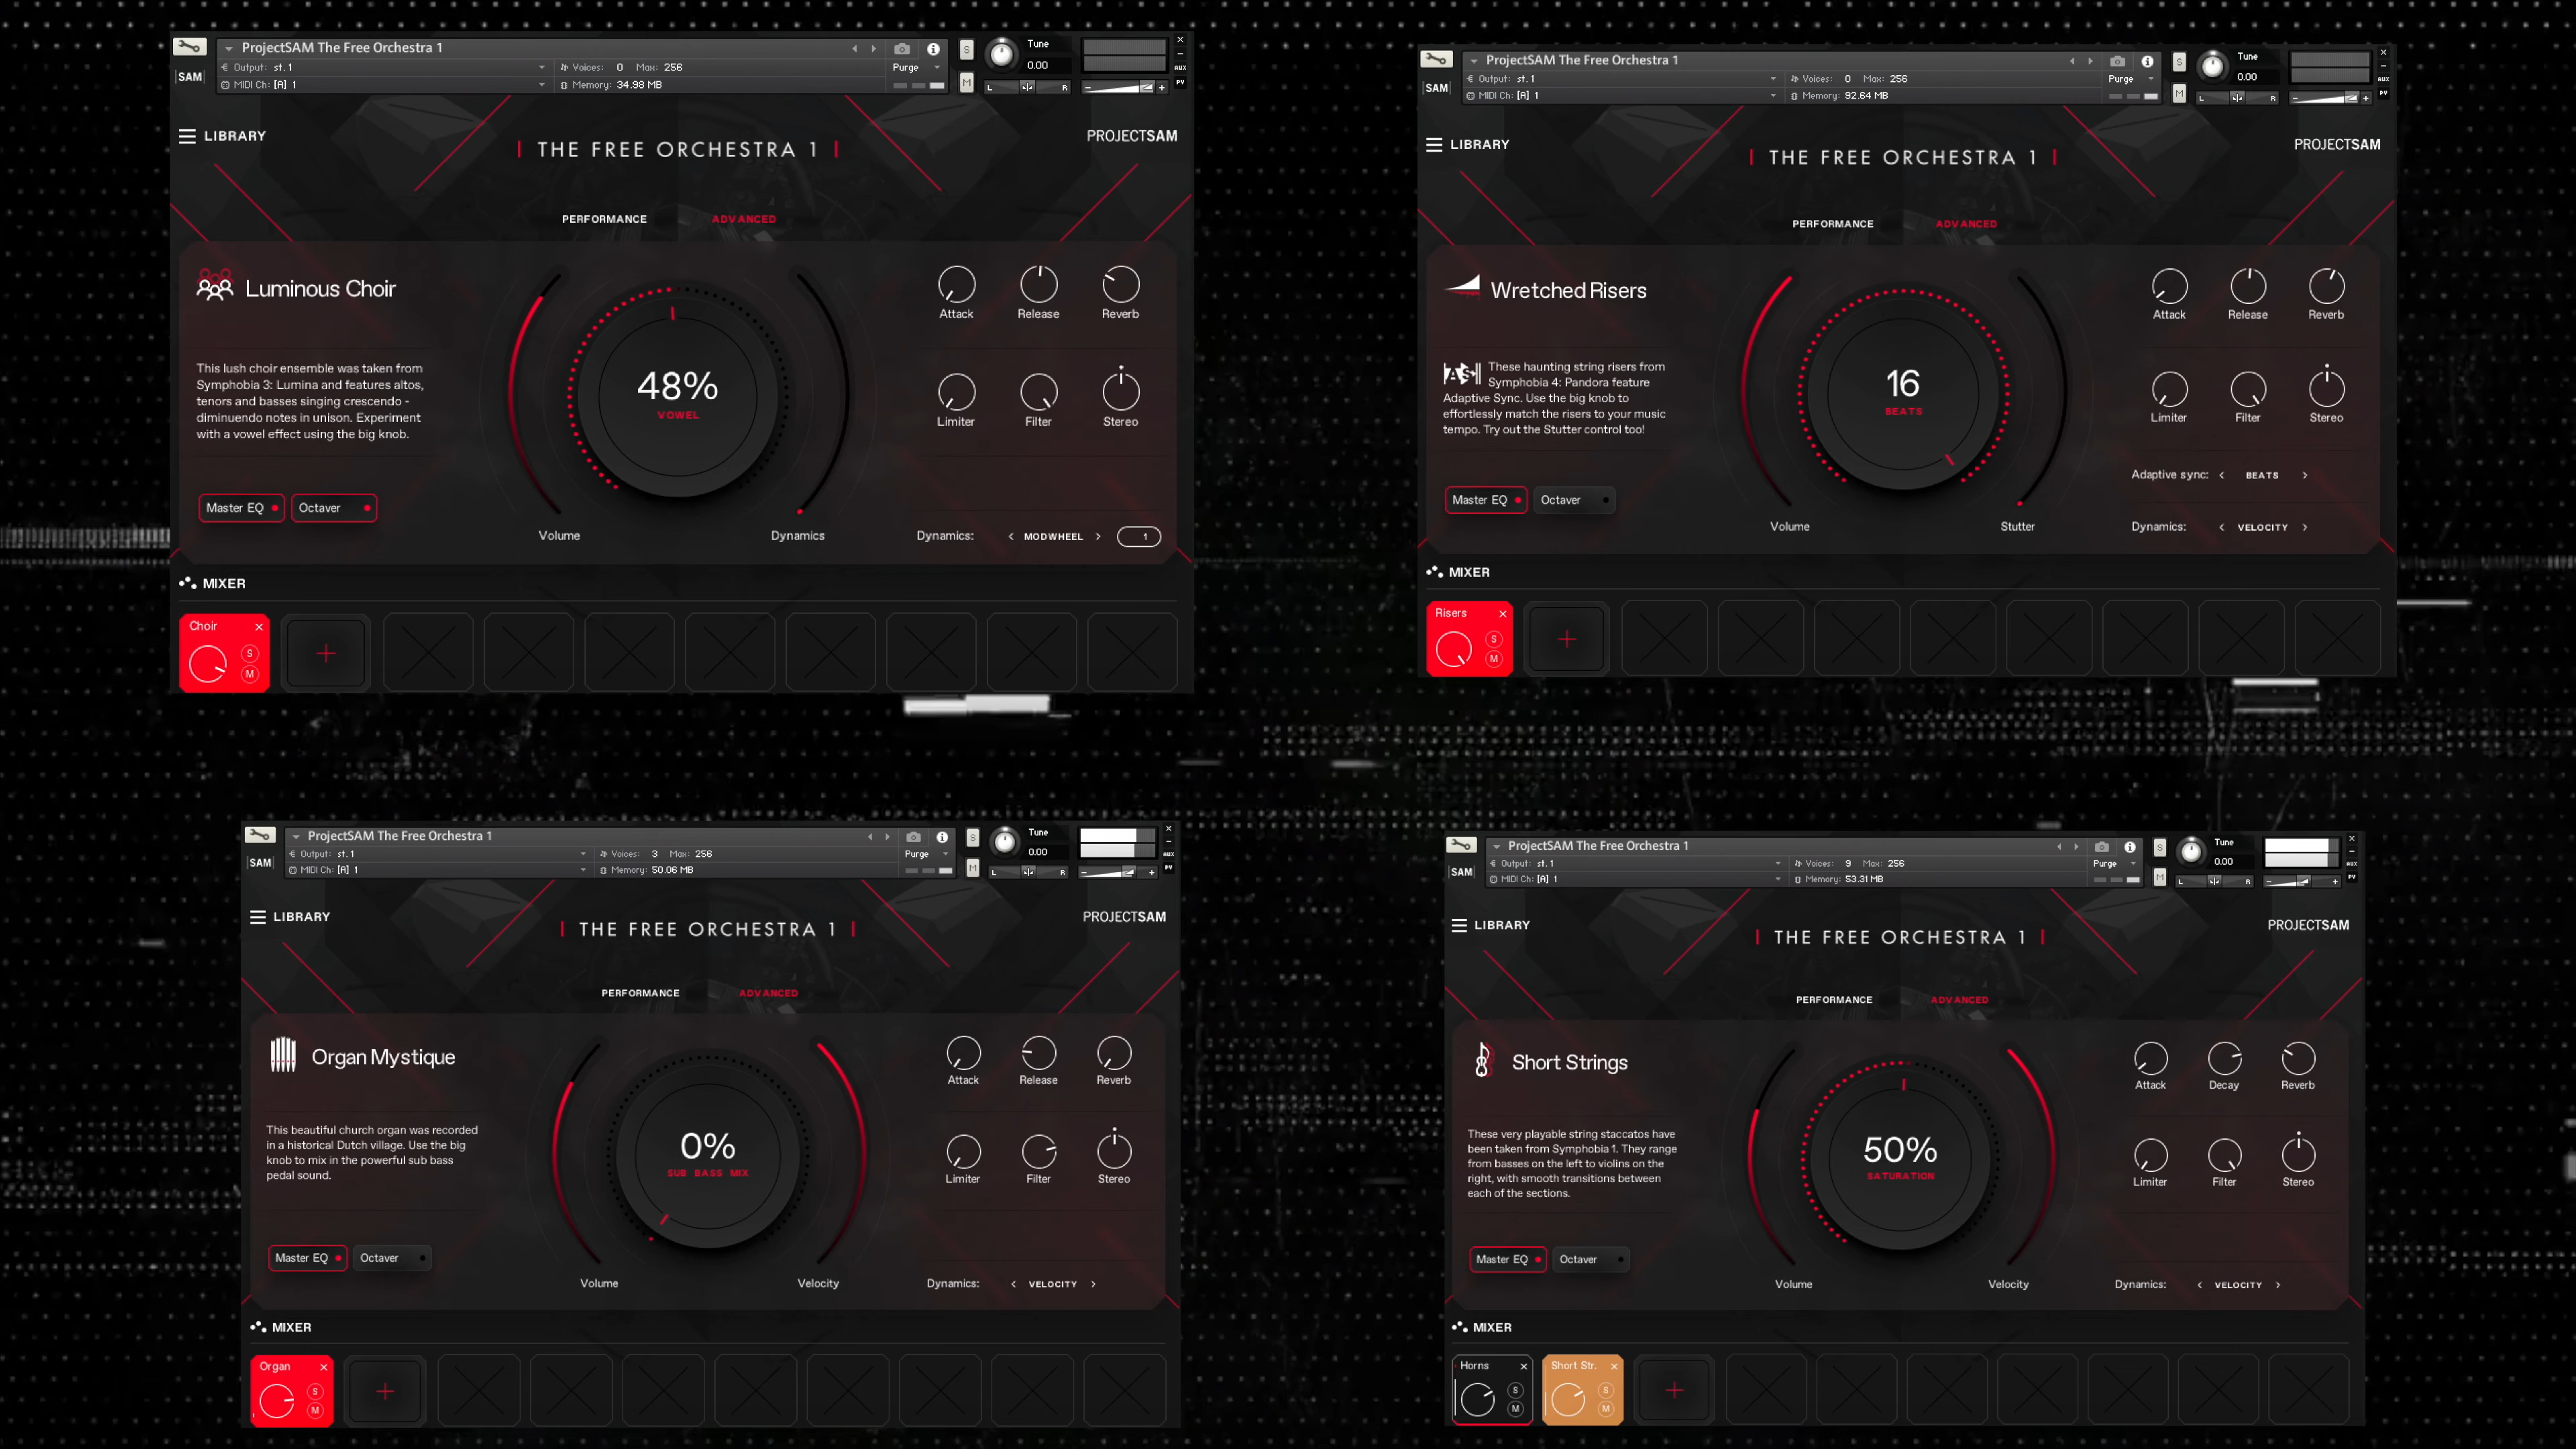 ProjectSAM The Free Orchestra 1
Output: st.1
Voices: 0 Max: 256
Purge
MIDI Ch: [A] 1
Memory: 34.98 MB
S
M
Tune
0.00
L R
AUX
PV
SAM
LIBRARY
THE FREE ORCHESTRA 1
PROJECTSAM
PERFORMANCE ADVANCED
Luminous Choir
This lush choir ensemble was taken from
Symphobia 3: Lumina and features altos,
tenors and basses singing crescendo -
diminuendo notes in unison. Experiment
with a vowel effect using the big knob.
Master EQ Octaver
48%
VOWEL
Volume Dynamics
Attack Release Reverb
Limiter Filter Stereo
Dynamics: < MODWHEEL > 1
MIXER
Choir x
S
M
ProjectSAM The Free Orchestra 1
Output: st.1
Voices: 0 Max: 256
Purge
MIDI Ch: [A] 1
Memory: 92.64 MB
S
M
Tune
0.00
L R
AUX
PV
SAM
LIBRARY
THE FREE ORCHESTRA 1
PROJECTSAM
PERFORMANCE ADVANCED
Wretched Risers
These haunting string risers from
Symphobia 4: Pandora feature
Adaptive Sync. Use the big knob to
effortlessly match the risers to your music
tempo. Try out the Stutter control too!
Master EQ Octaver
16
BEATS
Volume Stutter
Attack Release Reverb
Limiter Filter Stereo
Adaptive sync: < BEATS >
Dynamics: < VELOCITY >
MIXER
Risers x
S
M
ProjectSAM The Free Orchestra 1
Output: st.1
Voices: 3 Max: 256
Purge
MIDI Ch: [A] 1
Memory: 50.06 MB
S
M
Tune
0.00
L R
AUX
PV
SAM
LIBRARY
THE FREE ORCHESTRA 1
PROJECTSAM
PERFORMANCE ADVANCED
Organ Mystique
This beautiful church organ was recorded
in a historical Dutch village. Use the big
knob to mix in the powerful sub bass
pedal sound.
Master EQ Octaver
0%
SUB BASS MIX
Volume Velocity
Attack Release Reverb
Limiter Filter Stereo
Dynamics: < VELOCITY >
MIXER
Organ x
S
M
ProjectSAM The Free Orchestra 1
Output: st.1
Voices: 9 Max: 256
Purge
MIDI Ch: [A] 1
Memory: 53.31 MB
S
M
Tune
0.00
L R
AUX
PV
SAM
LIBRARY
THE FREE ORCHESTRA 1
PROJECTSAM
PERFORMANCE ADVANCED
Short Strings
These very playable string staccatos have
been taken from Symphobia 1. They range
from basses on the left to violins on the
right, with smooth transitions between
each of the sections.
Master EQ Octaver
50%
SATURATION
Volume Velocity
Attack Decay Reverb
Limiter Filter Stereo
Dynamics: < VELOCITY >
MIXER
Horns x
S
M
Short Str. x
S
M